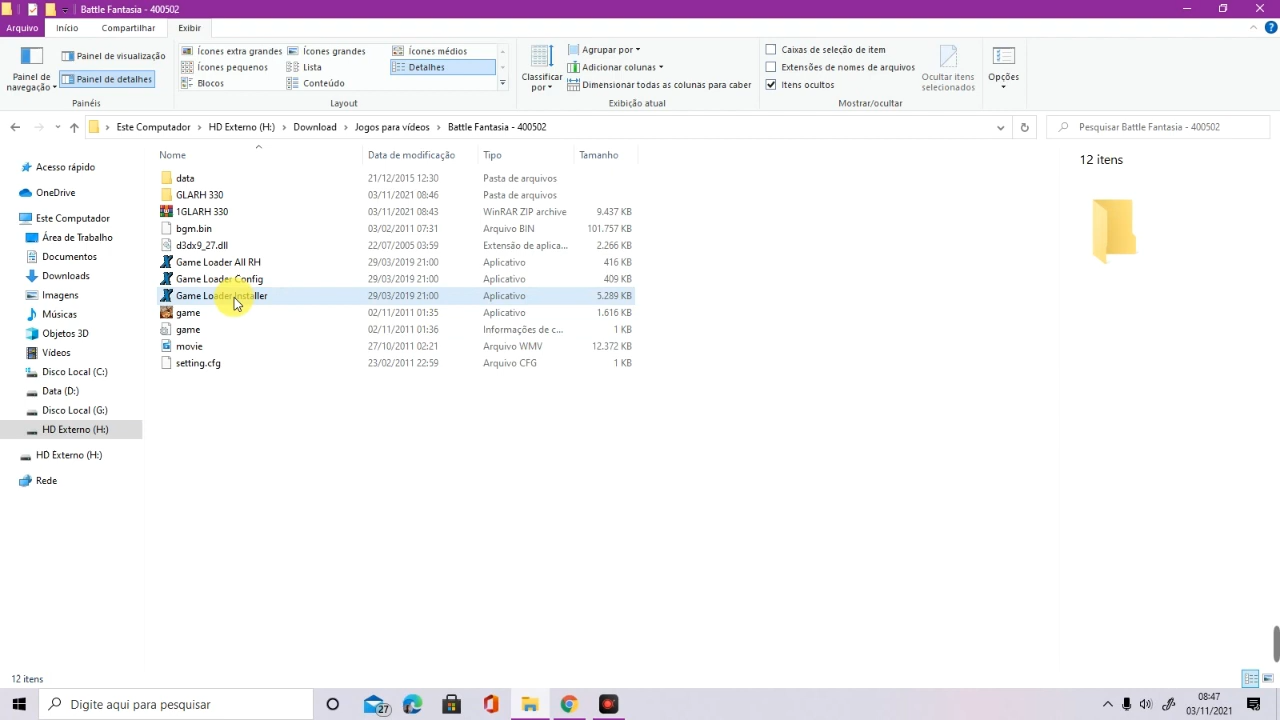 Battle Fantasia - 400502
Arquivo Início Compartilhar Exibir
Painel de navegação
Painel de visualização
Painel de detalhes
Painéis
Ícones extra grandes Ícones grandes Ícones médios
Ícones pequenos Lista Detalhes
Blocos Conteúdo
Layout
Classificar por
Agrupar por
Adicionar colunas
Dimensionar todas as colunas para caber
Exibição atual
Caixas de seleção de item
Extensões de nomes de arquivos
Itens ocultos
Ocultar itens selecionados
Mostrar/ocultar
Opções
Este Computador > HD Externo (H:) > Download > Jogos para vídeos > Battle Fantasia - 400502
Pesquisar Battle Fantasia - 400502
Acesso rápido
OneDrive
Este Computador
Área de Trabalho
Documentos
Downloads
Imagens
Músicas
Objetos 3D
Vídeos
Disco Local (C:)
Data (D:)
Disco Local (G:)
HD Externo (H:)
HD Externo (H:)
Rede
Nome Data de modificação Tipo Tamanho
data 21/12/2015 12:30 Pasta de arquivos
GLARH 330 03/11/2021 08:46 Pasta de arquivos
1GLARH 330 03/11/2021 08:43 WinRAR ZIP archive 9.437 KB
bgm.bin 03/02/2011 07:31 Arquivo BIN 101.757 KB
d3dx9_27.dll 22/07/2005 03:59 Extensão de aplica... 2.266 KB
Game Loader All RH 29/03/2019 21:00 Aplicativo 416 KB
Game Loader Config 29/03/2019 21:00 Aplicativo 409 KB
Game Loader Installer 29/03/2019 21:00 Aplicativo 5.289 KB
game 02/11/2011 01:35 Aplicativo 1.616 KB
game 02/11/2011 01:36 Informações de c... 1 KB
movie 27/10/2011 02:21 Arquivo WMV 12.372 KB
setting.cfg 23/02/2011 22:59 Arquivo CFG 1 KB
12 itens
12 itens
Digite aqui para pesquisar
27
08:47
03/11/2021